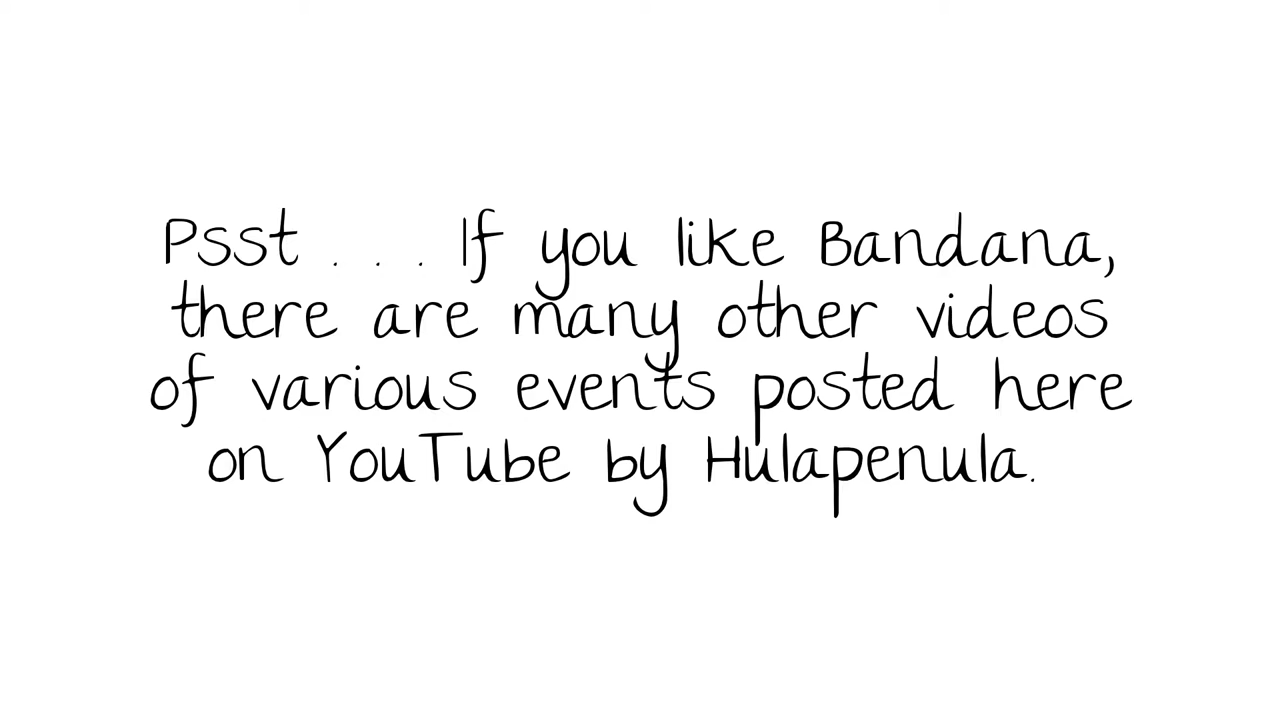 Psst . . . If you like Bandana,
there are many other videos
of various events posted here
on YouTube by Hulapenula.